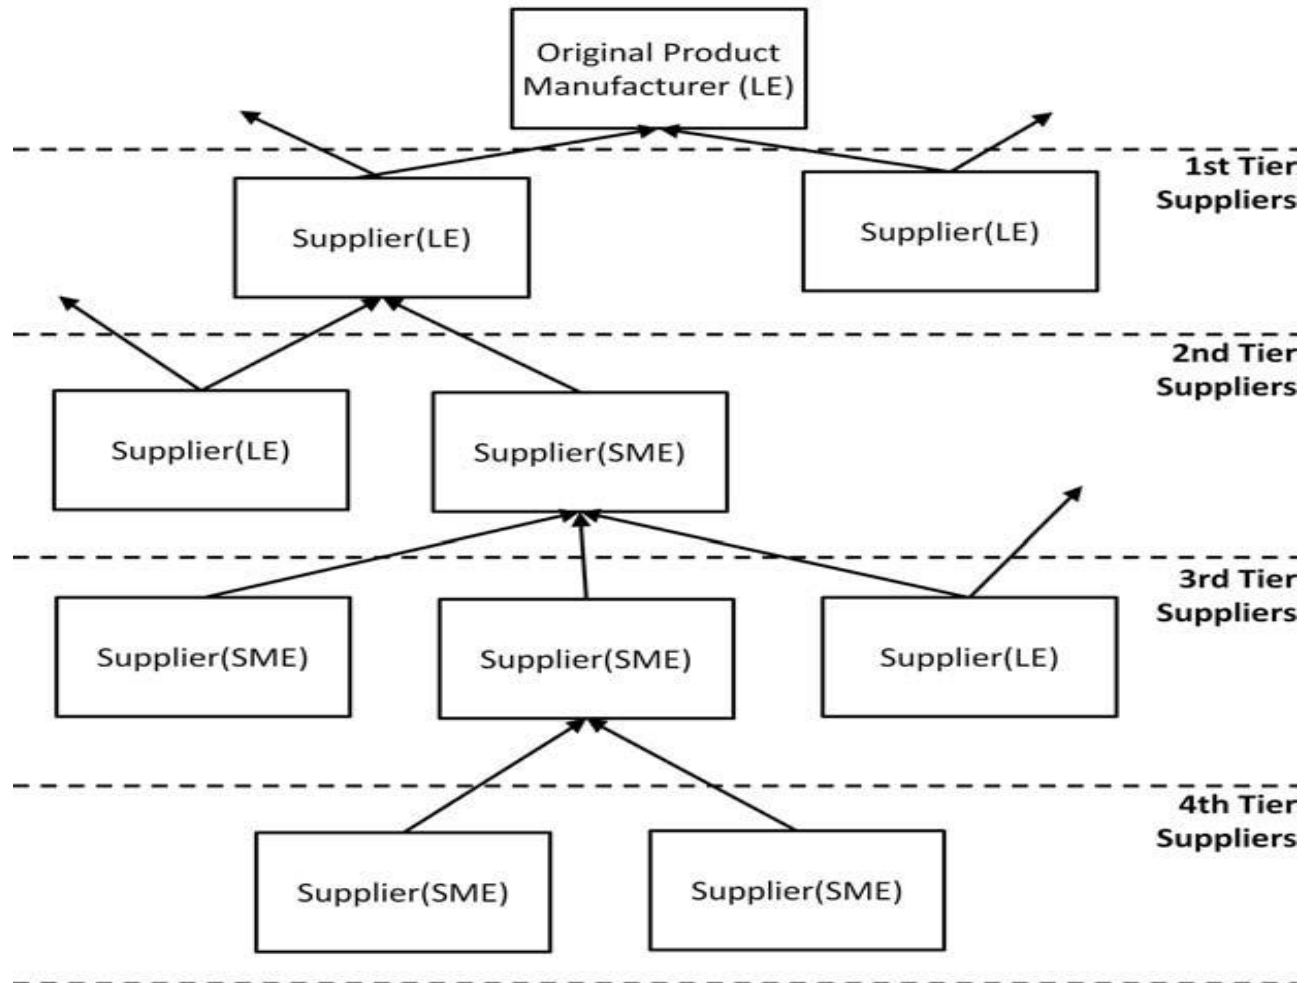 Original Product
Manufacturer (LE)
1st Tier
Suppliers
Supplier(LE)
Supplier(LE)
2nd Tier
Suppliers
Supplier(LE)
Supplier(SME)
3rd Tier
Suppliers
Supplier(SME)
Supplier(SME)
Supplier(LE)
4th Tier
Suppliers
Supplier(SME)
Supplier(SME)